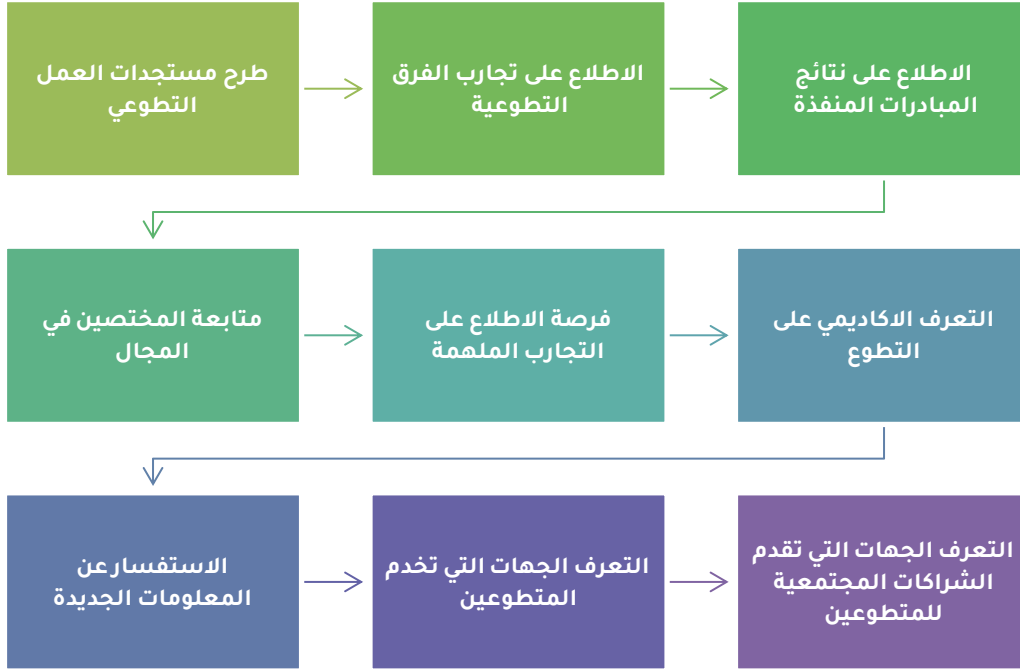 طرح مستجدات العمل
التطوعي
الاطلاع على تجارب الفرق
التطوعية
الاطلاع على نتائج
المبادرات المنفذة
متابعة المختصين في
المجال
فرصة الاطلاع على
التجارب الملهمة
التعرف الاكاديمي على
التطوع
الاستفسار عن
المعلومات الجديدة
التعرف الجهات التي تخدم
المتطوعين
التعرف الجهات التي تقدم
الشراكات المجتمعية
للمتطوعين